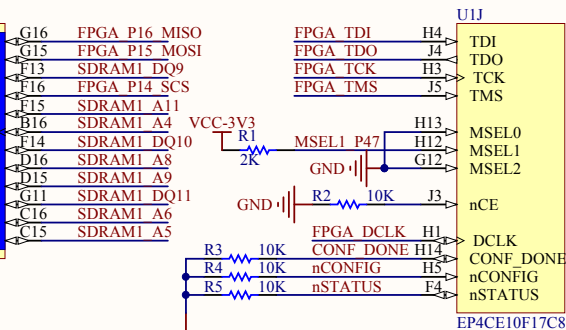 U1J
G16 FPGA_P16_MISO FPGA_TDI H4 TDI
G15 FPGA_P15_MOSI FPGA_TDO J4 TDO
F13 SDRAM1_DQ9 FPGA_TCK H3 TCK
F16 FPGA_P14_SCS FPGA_TMS J5 TMS
F15 SDRAM1_A11
B16 SDRAM1_A4 VCC-3V3 H13 MSEL0
F14 SDRAM1_DQ10 R1 2K MSEL1_P47 H12 MSEL1
D16 SDRAM1_A8 GND G12 MSEL2
D15 SDRAM1_A9
G11 SDRAM1_DQ11 GND R2 10K J3 nCE
C16 SDRAM1_A6
C15 SDRAM1_A5 FPGA_DCLK H1 DCLK
R3 10K CONF_DONE H14 CONF_DONE
R4 10K nCONFIG H5 nCONFIG
R5 10K nSTATUS F4 nSTATUS
EP4CE10F17C8